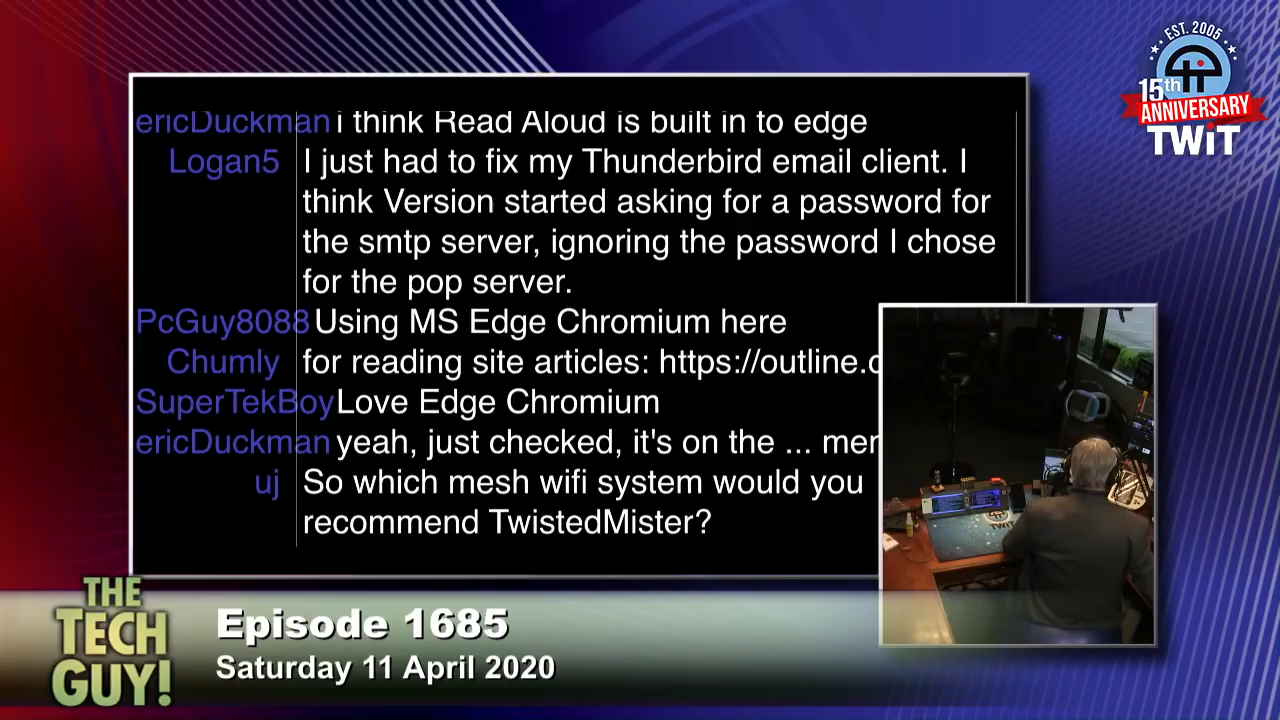 EST. 2005
15th
ANNIVERSARY
TWiT
ericDuckman i think Read Aloud is built in to edge
Logan5 I just had to fix my Thunderbird email client. I
think Version started asking for a password for
the smtp server, ignoring the password I chose
for the pop server.
PcGuy8088 Using MS Edge Chromium here
Chumly for reading site articles: https://outline.
SuperTekBoy Love Edge Chromium
ericDuckman yeah, just checked, it's on the ...
uj So which mesh wifi system would you
recommend TwistedMister?
TWiT
THE
TECH
GUY!
Episode 1685
Saturday 11 April 2020